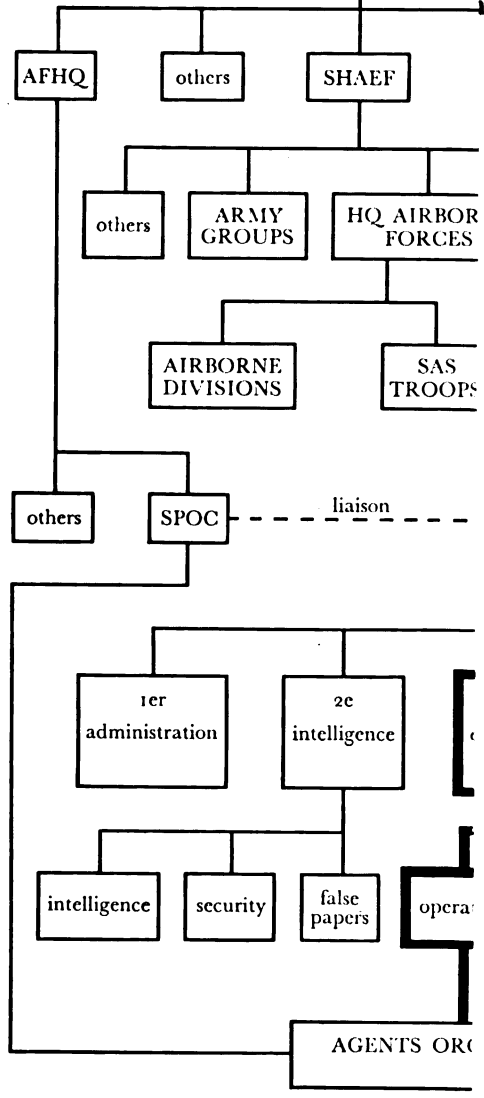 AFHQ
others
SHAEF
others
ARMY
GROUPS
HQ AIRBOR
FORCES
AIRBORNE
DIVISIONS
SAS
TROOPS
others
SPOC
liaison
1er
administration
2e
intelligence
intelligence
security
false
papers
opera
AGENTS OR